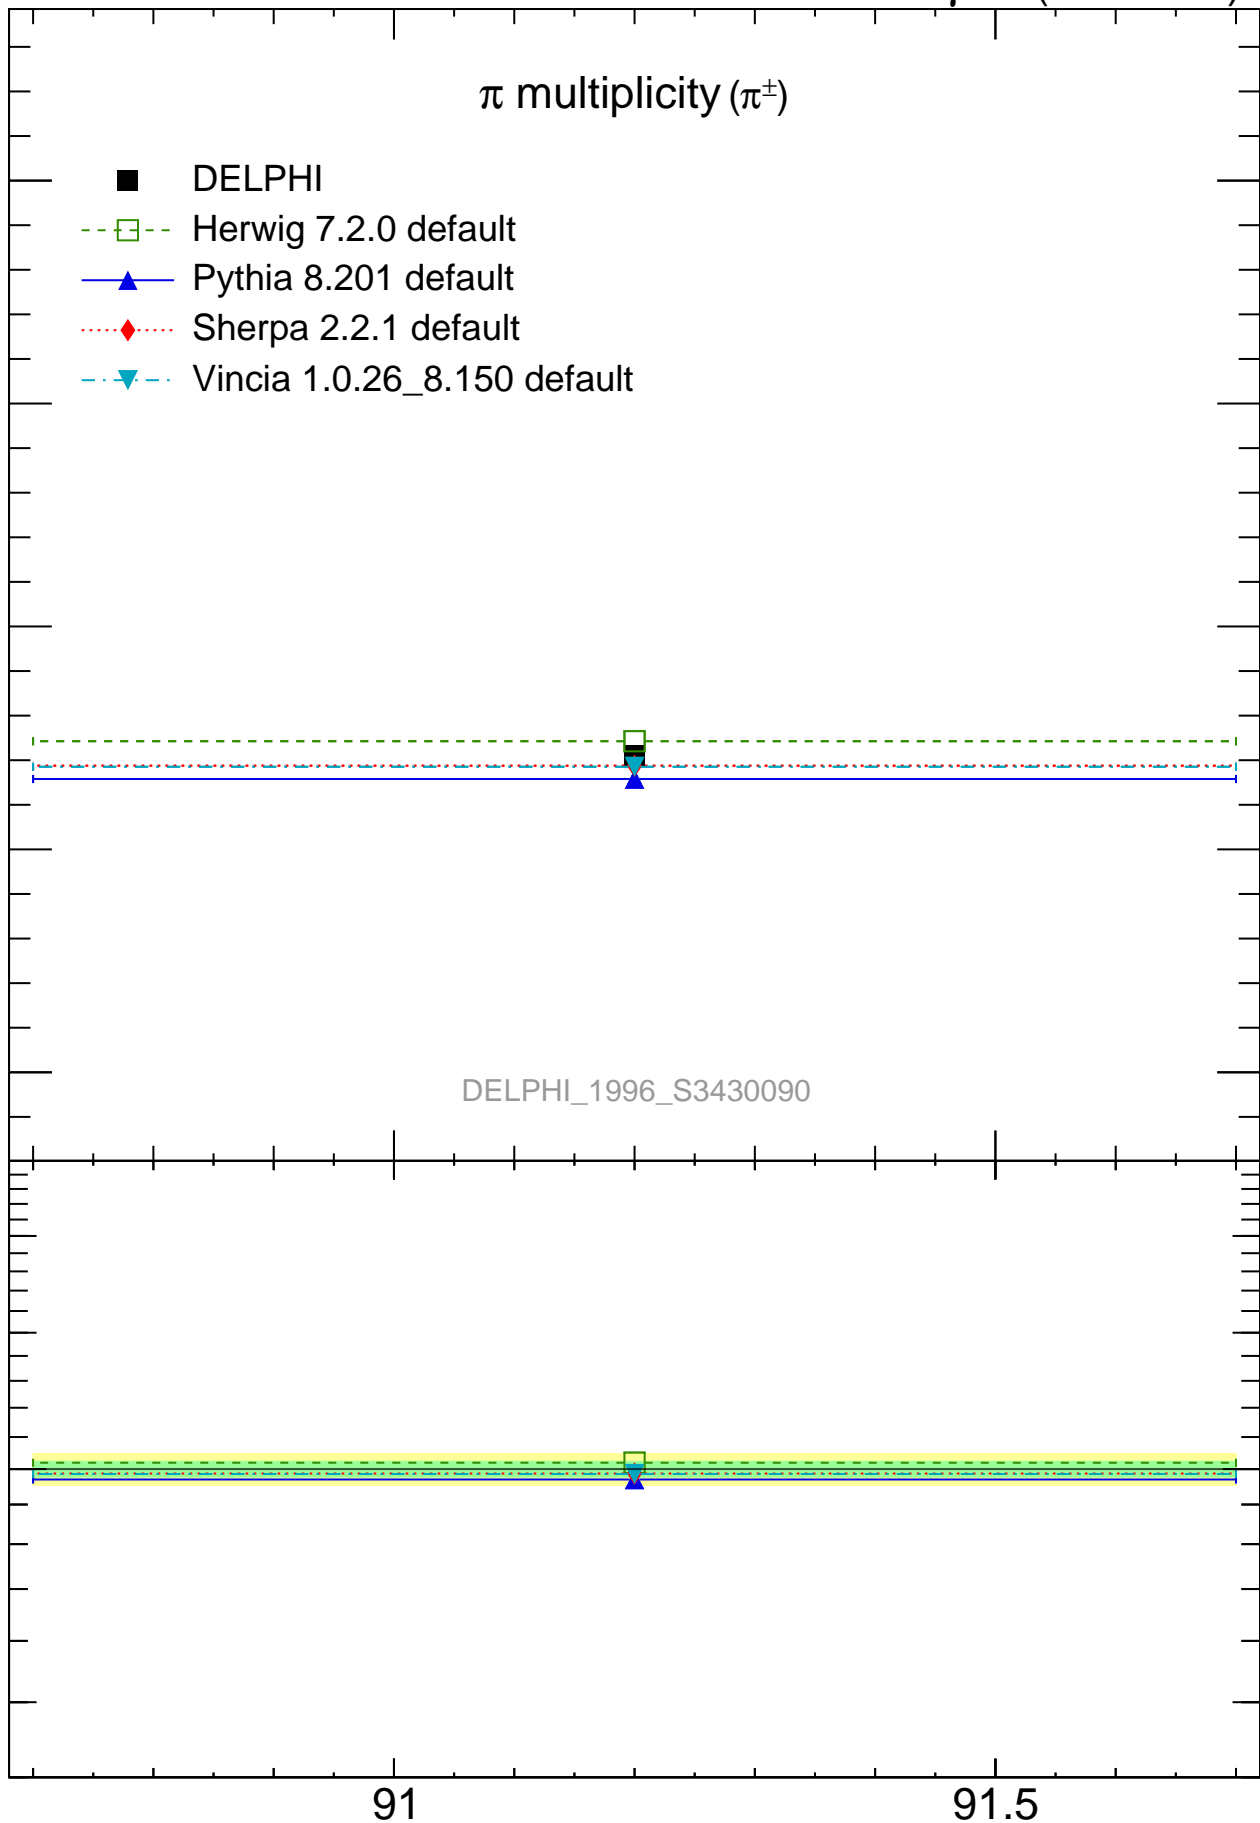 π multiplicity (π±)
DELPHI
Herwig 7.2.0 default
Pythia 8.201 default
Sherpa 2.2.1 default
Vincia 1.0.26_8.150 default
DELPHI_1996_S3430090
91
91.5